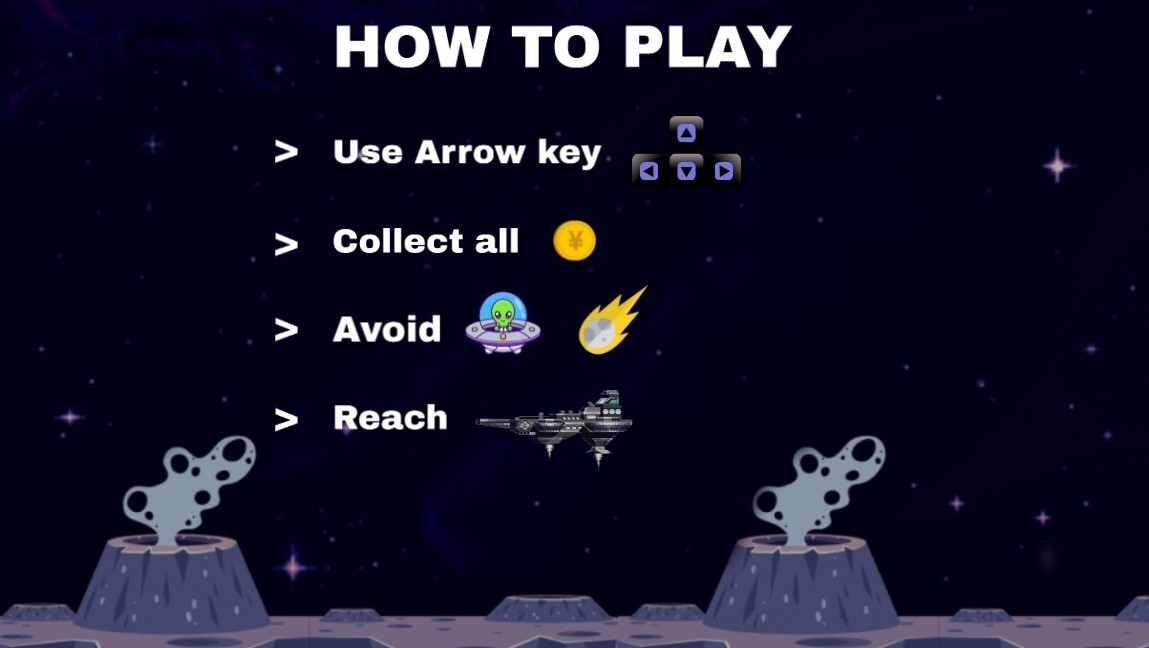 HOW TO PLAY
> Use Arrow key
> Collect all ¥
> Avoid
> Reach